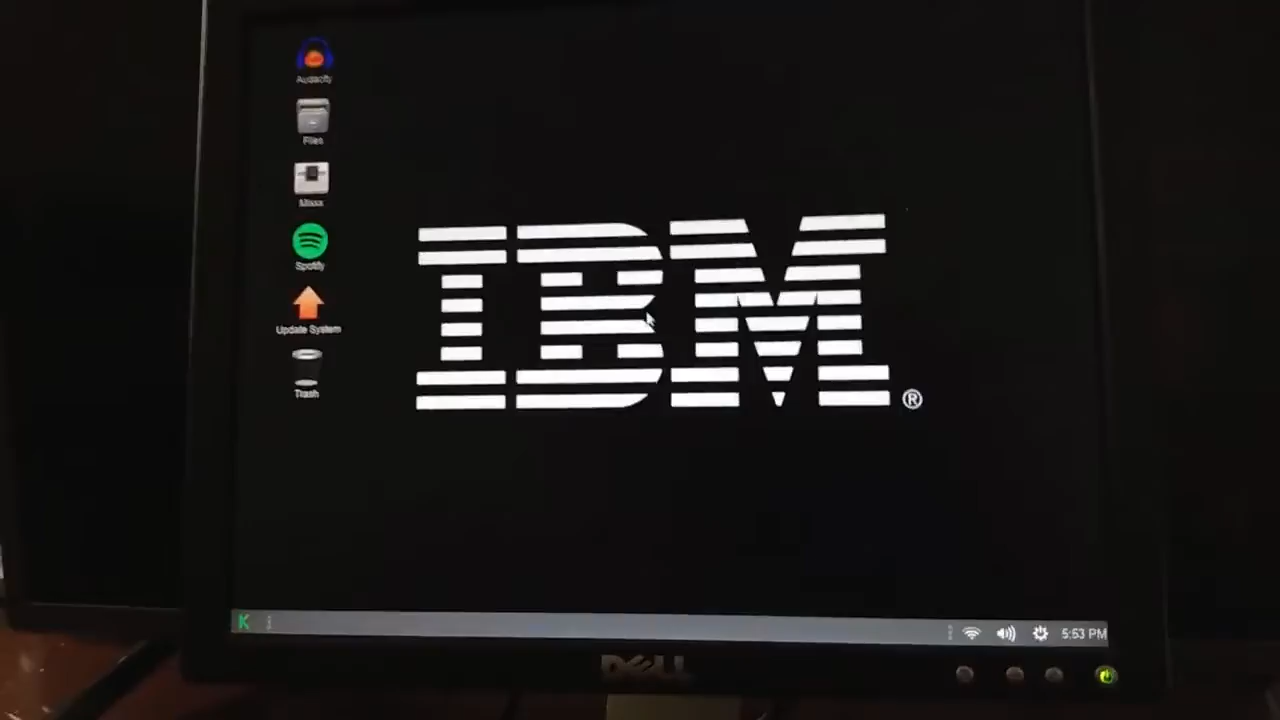 Audacity
Files
Mixxx
Spotify
Update System
Trash
IBM®
K
5:53 PM
DELL